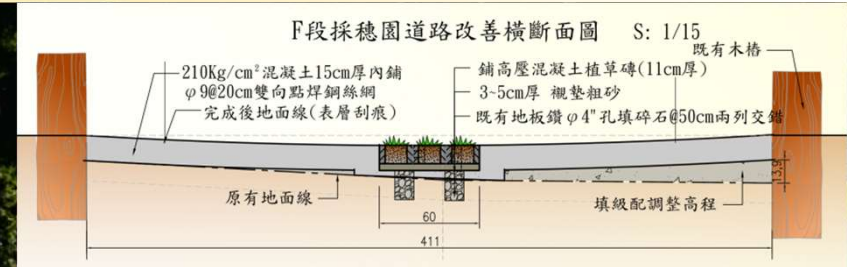 F段採穗園道路改善橫斷面圖 S: 1/15
既有木樁
210Kg/cm²混凝土15cm厚內鋪
φ9@20cm雙向點焊鋼絲網
完成後地面線(表層刮痕)
鋪高壓混凝土植草磚(11cm厚)
3~5cm厚 襯墊粗砂
既有地板鑽φ4"孔填碎石@50cm兩列交錯
原有地面線
填級配調整高程
13.9
60
411